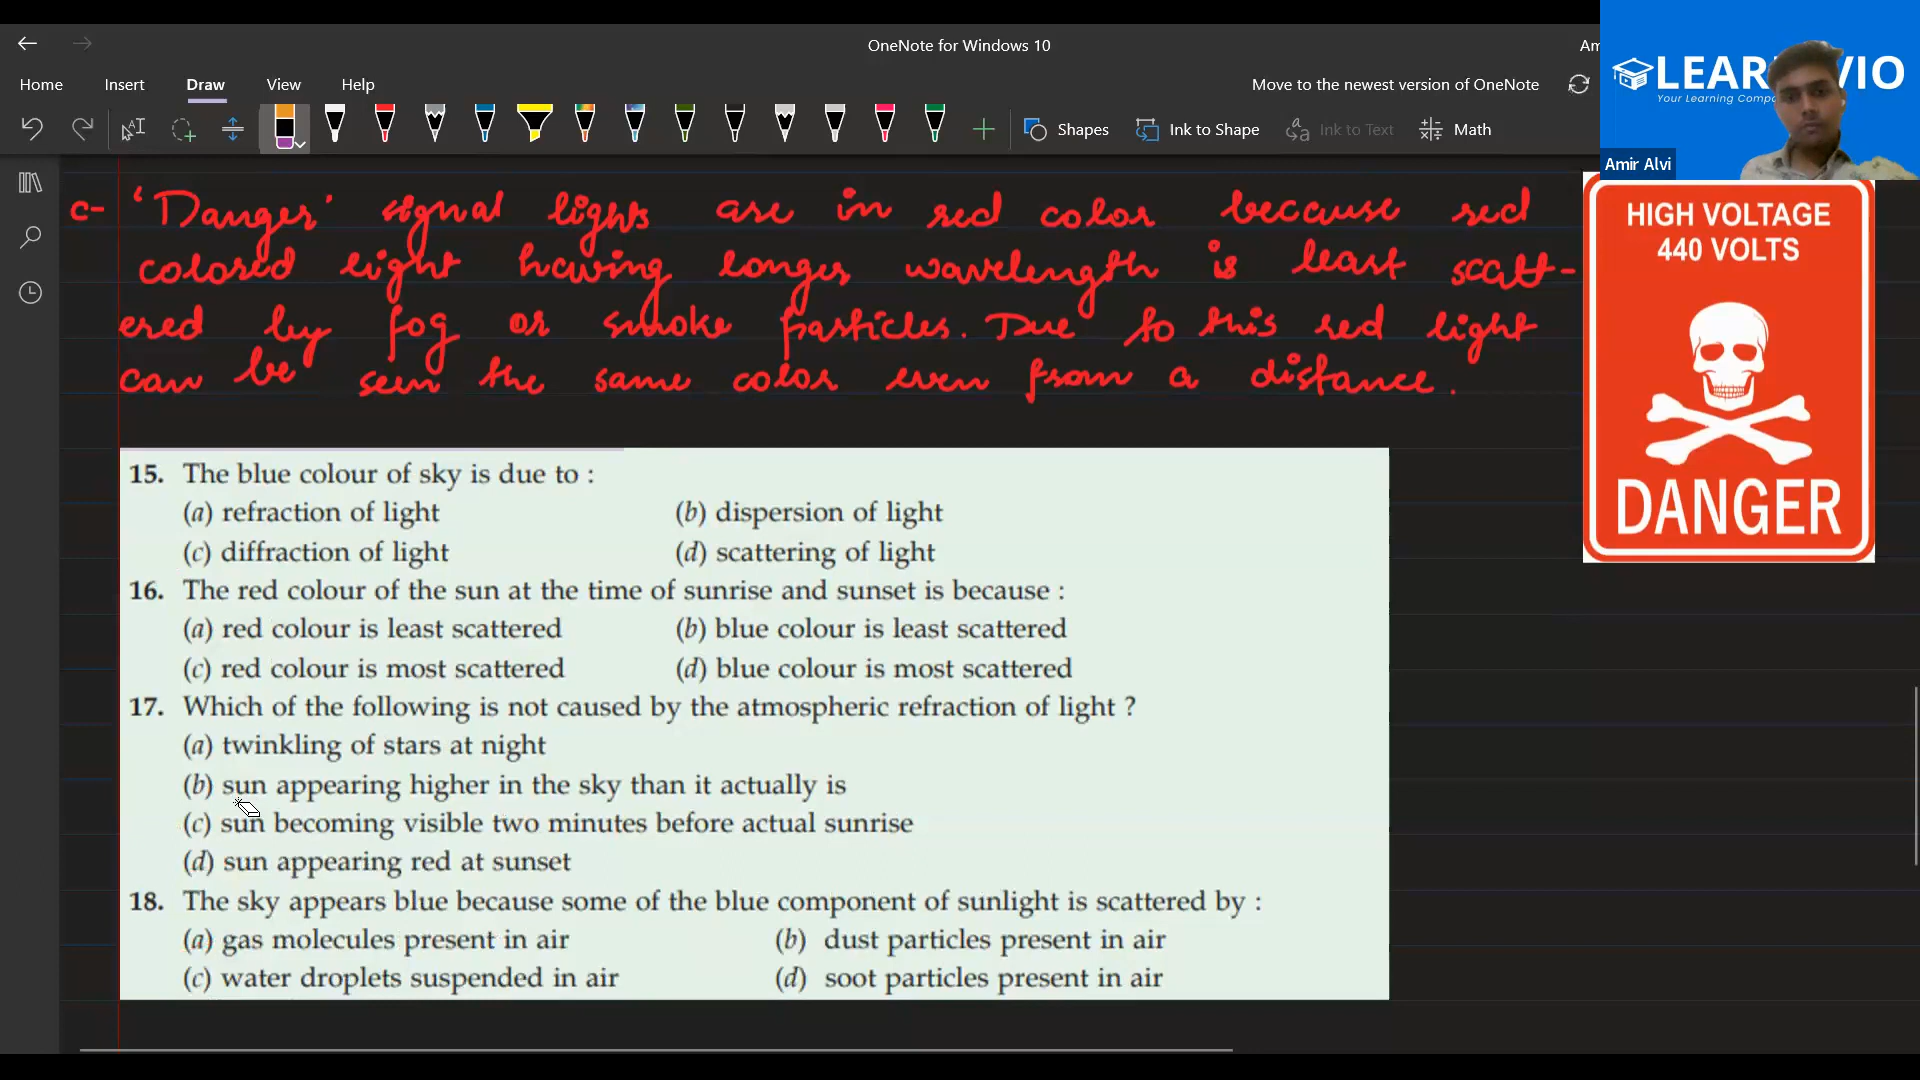 OneNote for Windows 10
Am
LEAR VIO
Your Learning Compa
Amir Alvi
Home Insert Draw View Help
Move to the newest version of OneNote
Shapes Ink to Shape Ink to Text Math
c- 'Danger' signal lights are in red color because red
colored light having longer wavelength is least scatt-
ered by fog or smoke particles. Due to this red light
can be seen the same color even from a distance.
HIGH VOLTAGE
440 VOLTS
DANGER
15. The blue colour of sky is due to :
(a) refraction of light (b) dispersion of light
(c) diffraction of light (d) scattering of light
16. The red colour of the sun at the time of sunrise and sunset is because :
(a) red colour is least scattered (b) blue colour is least scattered
(c) red colour is most scattered (d) blue colour is most scattered
17. Which of the following is not caused by the atmospheric refraction of light ?
(a) twinkling of stars at night
(b) sun appearing higher in the sky than it actually is
(c) sun becoming visible two minutes before actual sunrise
(d) sun appearing red at sunset
18. The sky appears blue because some of the blue component of sunlight is scattered by :
(a) gas molecules present in air (b) dust particles present in air
(c) water droplets suspended in air (d) soot particles present in air